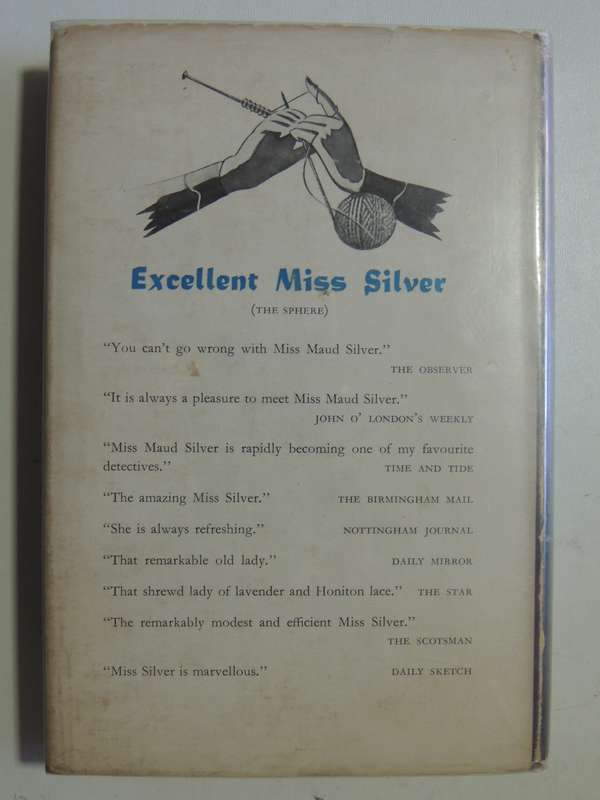 Excellent Miss Silver
(THE SPHERE)
“You can’t go wrong with Miss Maud Silver.”
THE OBSERVER
“It is always a pleasure to meet Miss Maud Silver.”
JOHN O’ LONDON’S WEEKLY
“Miss Maud Silver is rapidly becoming one of my favourite
detectives.” TIME AND TIDE
“The amazing Miss Silver.” THE BIRMINGHAM MAIL
“She is always refreshing.” NOTTINGHAM JOURNAL
“That remarkable old lady.” DAILY MIRROR
“That shrewd lady of lavender and Honiton lace.” THE STAR
“The remarkably modest and efficient Miss Silver.”
THE SCOTSMAN
“Miss Silver is marvellous.” DAILY SKETCH